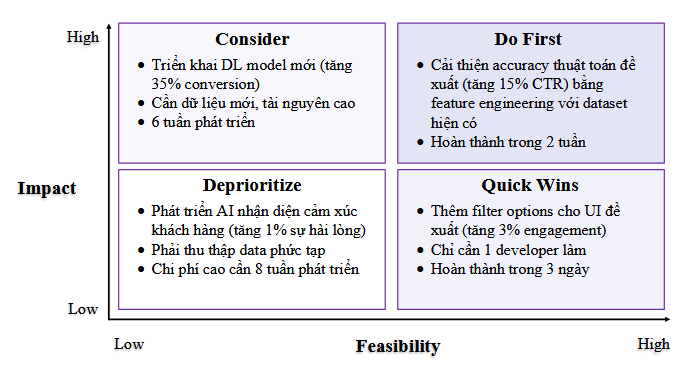 High
Consider
• Triển khai DL model mới (tăng
35% conversion)
• Cần dữ liệu mới, tài nguyên cao
• 6 tuần phát triển
Do First
• Cải thiện accuracy thuật toán đề
xuất (tăng 15% CTR) bằng
feature engineering với dataset
hiện có
• Hoàn thành trong 2 tuần
Impact
Deprioritize
• Phát triển AI nhận diện cảm xúc
khách hàng (tăng 1% sự hài lòng)
• Phải thu thập data phức tạp
• Chi phí cao cần 8 tuần phát triển
Quick Wins
• Thêm filter options cho UI đề
xuất (tăng 3% engagement)
• Chỉ cần 1 developer làm
• Hoàn thành trong 3 ngày
Low
Low
Feasibility
High